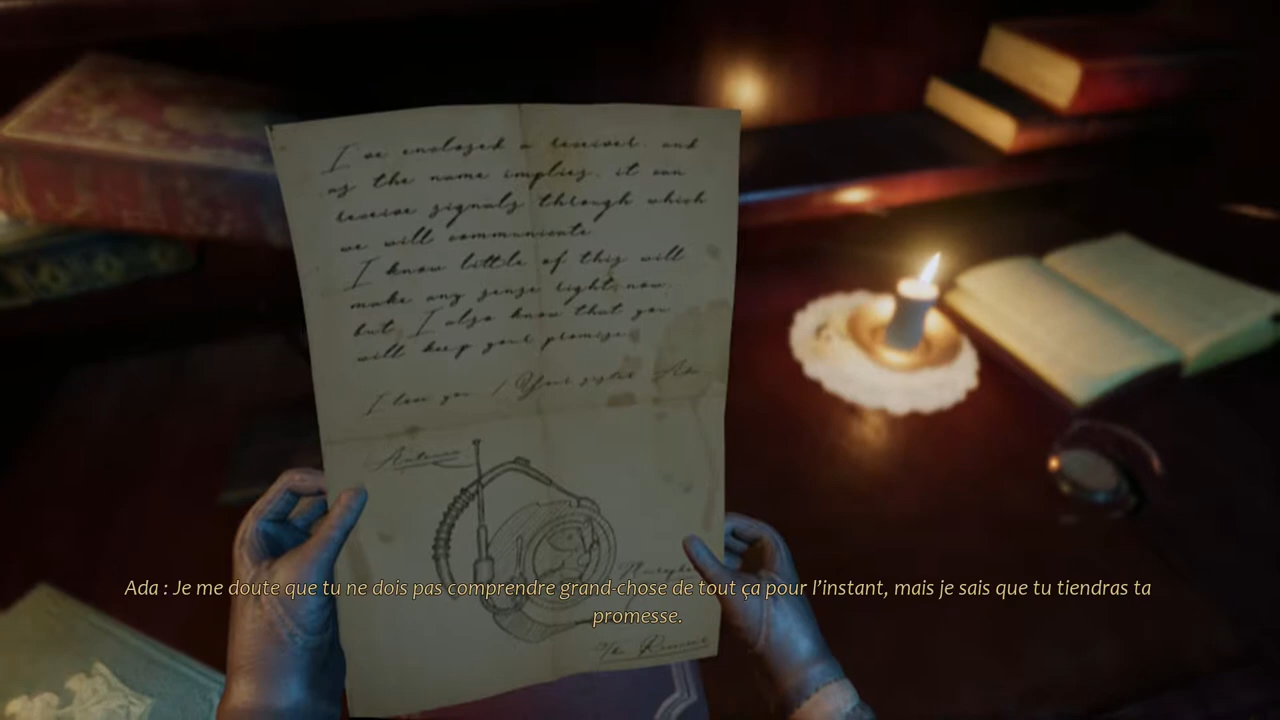 I've enclosed a receiver, and
as the name implies, it can
receive signals through which
we will communicate.
I know little of this will
make any sense right now,
but I also know that you
will keep your promise.
I love you / Your sister Ada
Antenna
The Receiver
Ada : Je me doute que tu ne dois pas comprendre grand-chose de tout ça pour l'instant, mais je sais que tu tiendras ta
promesse.